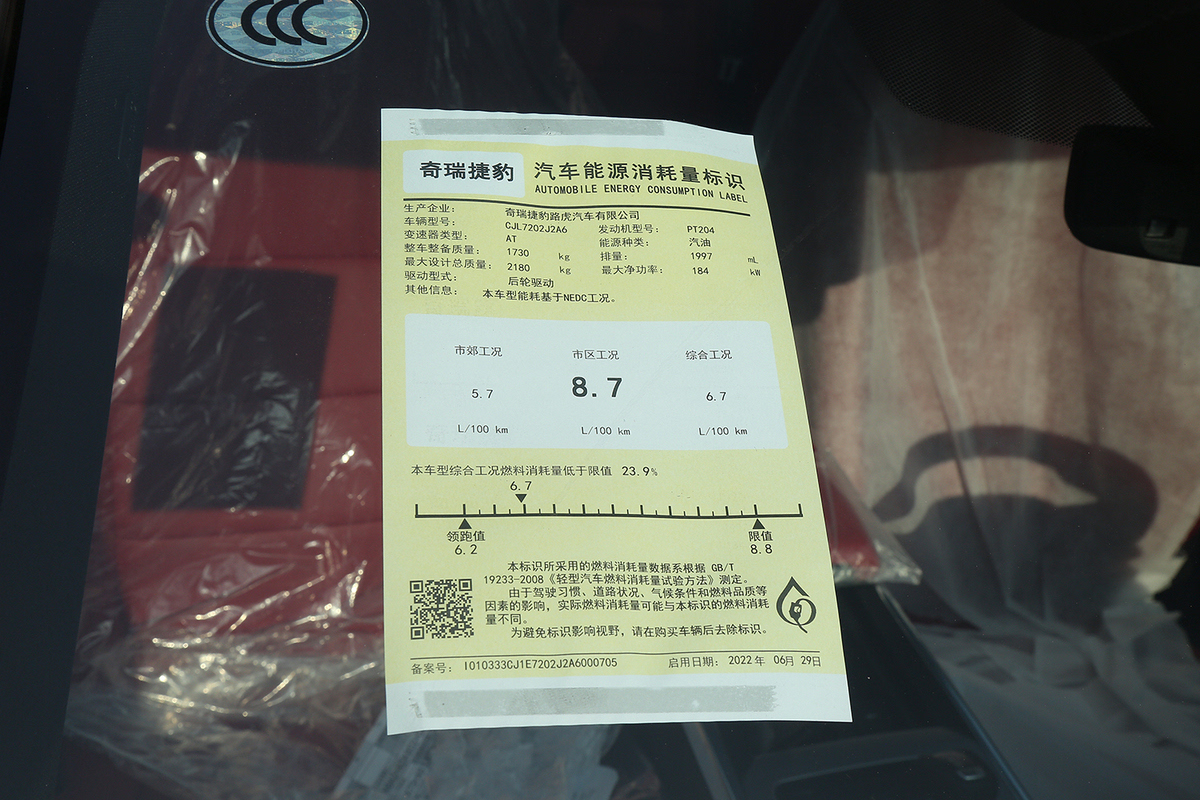 CCC
奇瑞捷豹 汽车能源消耗量标识
AUTOMOBILE ENERGY CONSUMPTION LABEL
生产企业： 奇瑞捷豹路虎汽车有限公司
车辆型号： CJL7202J2A6 发动机型号： PT204
变速器类型： AT 能源种类： 汽油
整车整备质量： 1730 kg 排量： 1997 mL
最大设计总质量： 2180 kg 最大净功率： 184 kW
驱动型式： 后轮驱动
其他信息： 本车型能耗基于NEDC工况。
市郊工况 市区工况 综合工况
5.7 8.7 6.7
L/100 km L/100 km L/100 km
本车型综合工况燃料消耗量低于限值 23.9%
6.7
领跑值 限值
6.2 8.8
本标识所采用的燃料消耗量数据系根据 GB/T
19233-2008《轻型汽车燃料消耗量试验方法》测定。
由于驾驶习惯、道路状况、气候条件和燃料品质等
因素的影响，实际燃料消耗量可能与本标识的燃料消耗
量不同。
为避免标识影响视野，请在购买车辆后去除标识。
备案号： I010333CJ1E7202J2A6000705 启用日期： 2022年 06月 29日